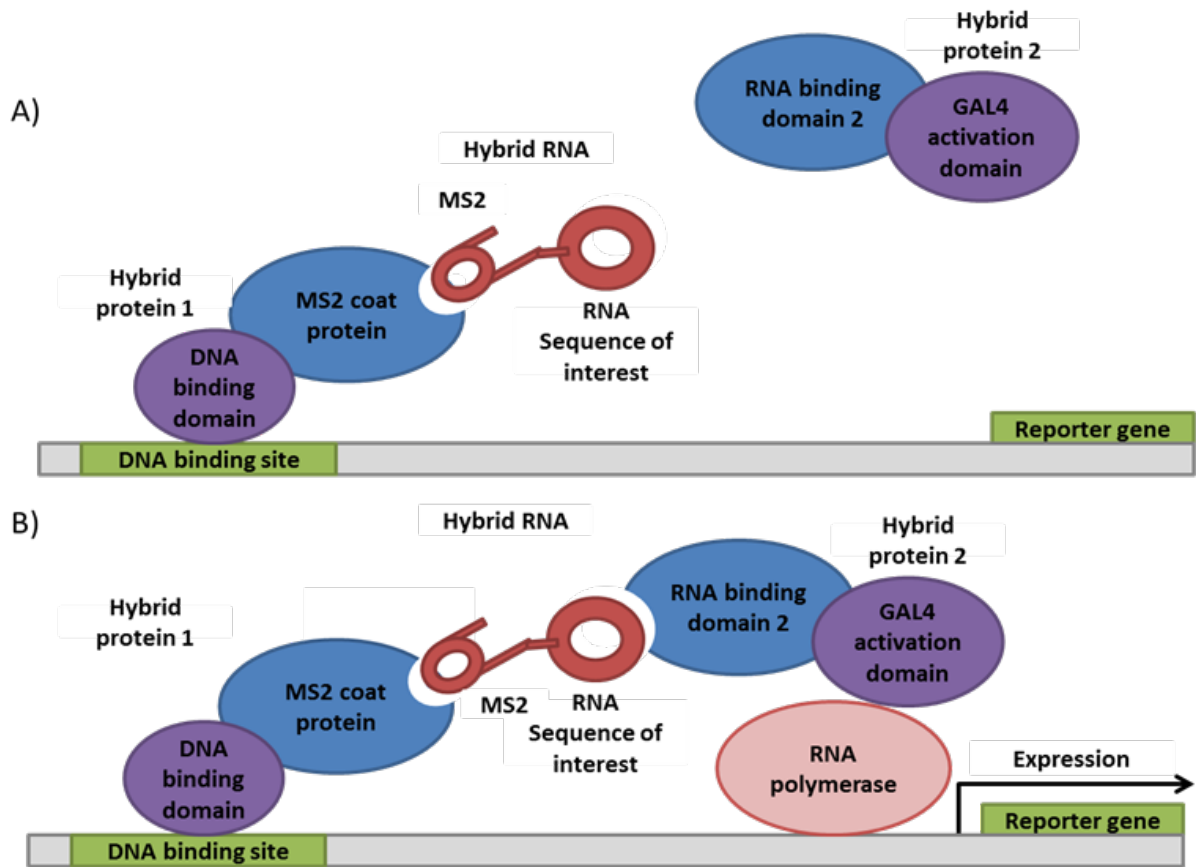 A)
Hybrid
protein 2
RNA binding
domain 2
GAL4
activation
domain
Hybrid RNA
MS2
Hybrid
protein 1
MS2 coat
protein
RNA
Sequence of
interest
DNA
binding
domain
Reporter gene
DNA binding site
B)
Hybrid RNA
Hybrid
protein 2
Hybrid
protein 1
RNA binding
domain 2
GAL4
activation
domain
MS2 coat
protein
MS2
RNA
Sequence of
interest
DNA
binding
domain
RNA
polymerase
Expression
Reporter gene
DNA binding site